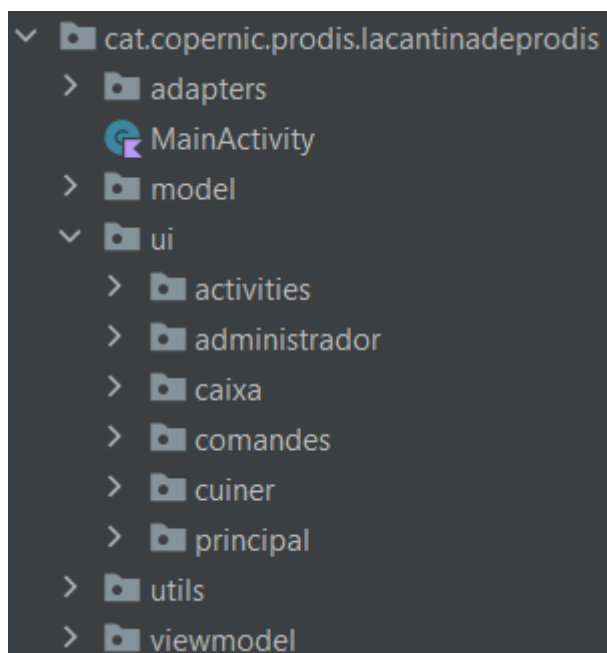 cat.copernic.prodis.lacantinadeprodis
adapters
MainActivity
model
ui
activities
administrador
caixa
comandes
cuiner
principal
utils
viewmodel